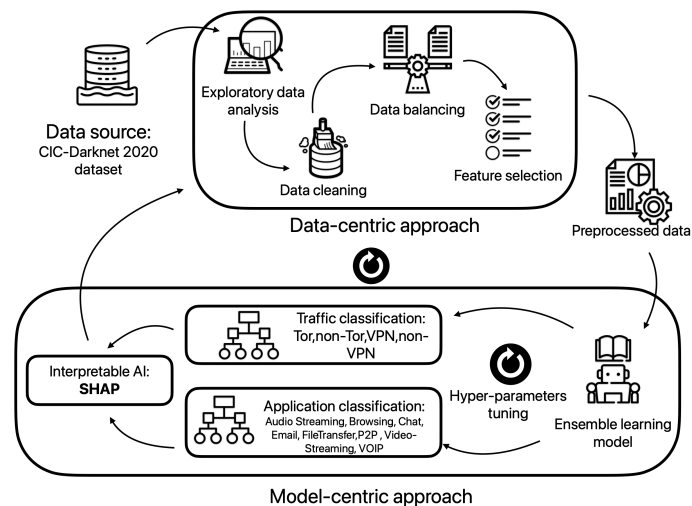 Data source:
CIC-Darknet 2020
dataset
Exploratory data
analysis
Data cleaning
Data balancing
Feature selection
Data-centric approach
Preprocessed data
Traffic classification:
Tor,non-Tor,VPN,non-
VPN
Interpretable AI:
SHAP
Application classification:
Audio Streaming, Browsing, Chat,
Email, FileTransfer,P2P , Video-
Streaming, VOIP
Hyper-parameters
tuning
Ensemble learning
model
Model-centric approach